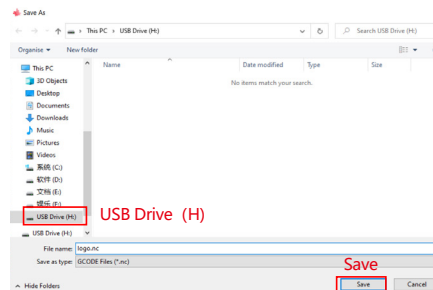 Save As
This PC › USB Drive (H:)
Search USB Drive (H:)
Organise
New folder
Name
Date modified
Type
Size
This PC
3D Objects
Desktop
Documents
Downloads
Music
Pictures
Videos
系统 (C:)
软件 (D:)
文档 (E:)
娱乐 (F:)
USB Drive (H:)
USB Drive (H:)
No items match your search.
USB Drive (H)
File name: logo.nc
Save as type: GCODE Files (*.nc)
Save
Hide Folders
Save
Cancel